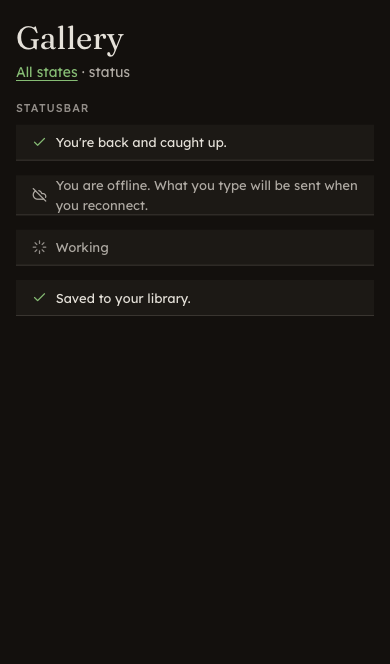 Gallery
All states · status
STATUSBAR
You're back and caught up.
You are offline. What you type will be sent when
you reconnect.
Working
Saved to your library.